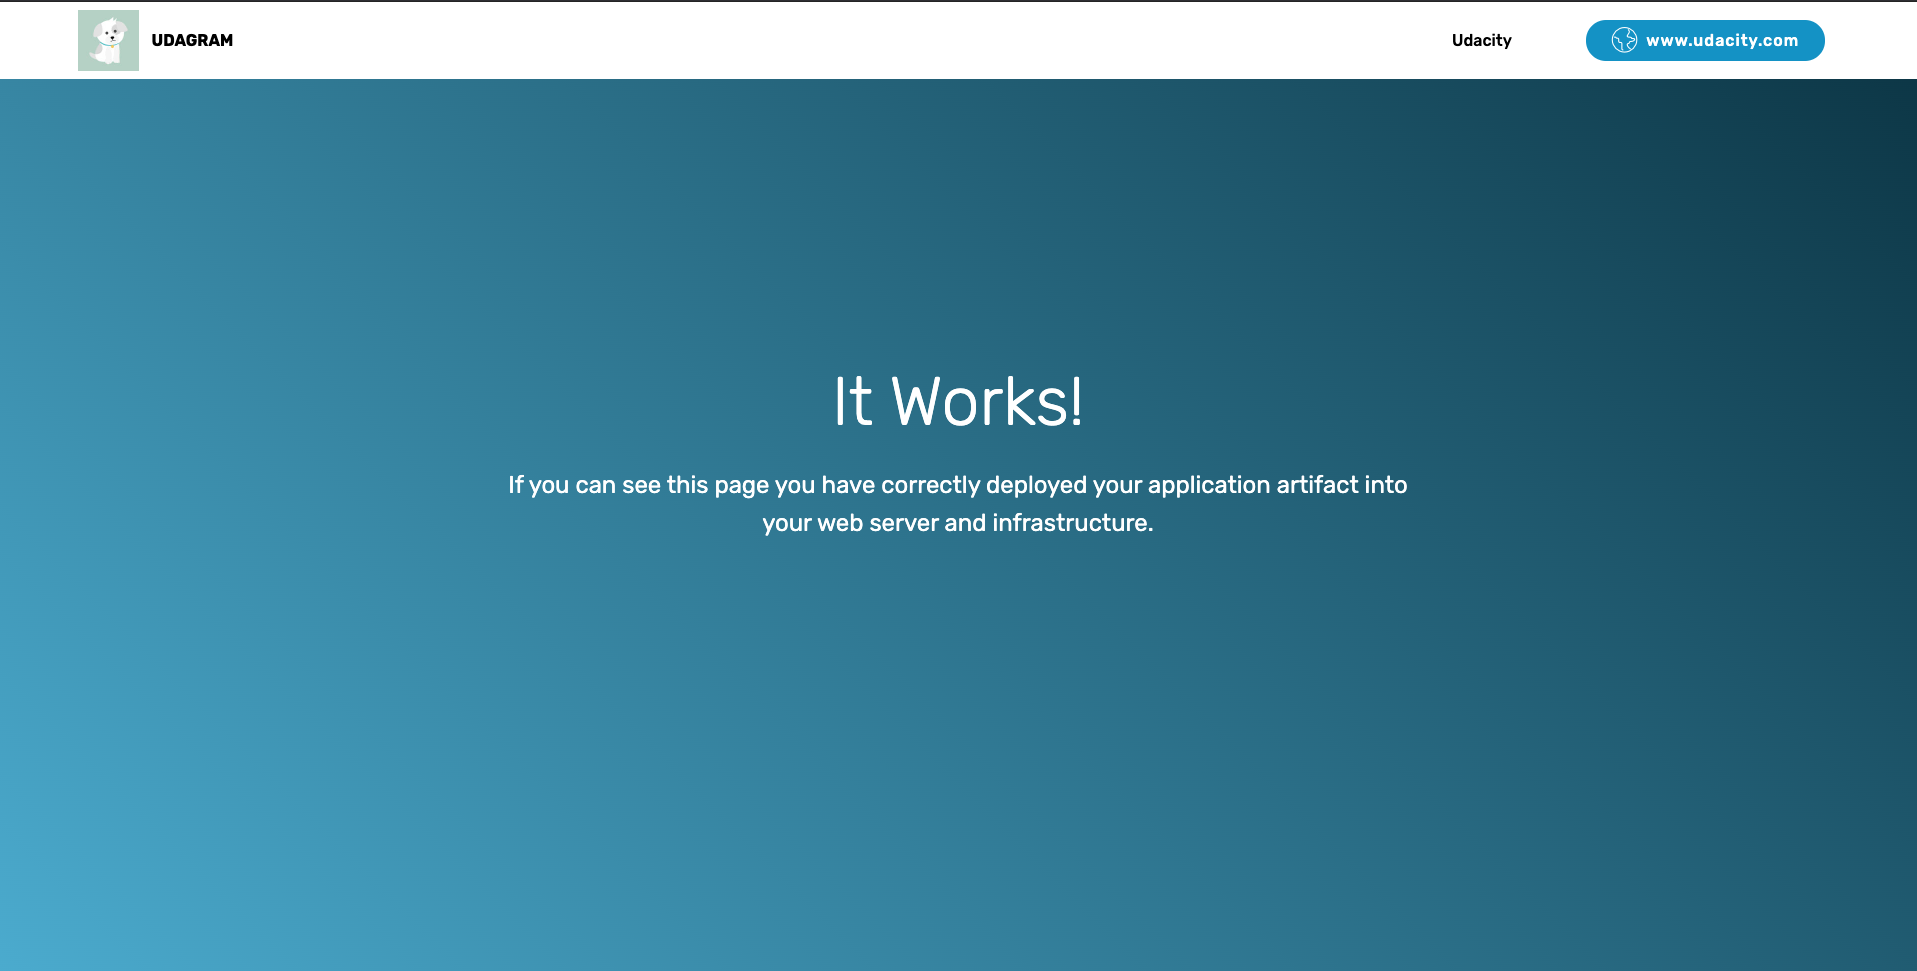 UDAGRAM
Udacity
www.udacity.com
It Works!
If you can see this page you have correctly deployed your application artifact into
your web server and infrastructure.